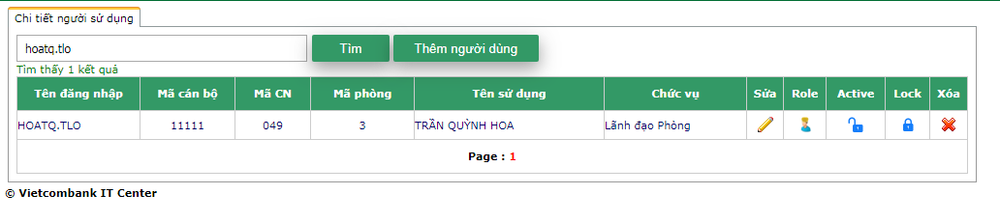 Chi tiết người sử dụng
hoatq.tlo Tìm Thêm người dùng
Tìm thấy 1 kết quả
Tên đăng nhập Mã cán bộ Mã CN Mã phòng Tên sử dụng Chức vụ Sửa Role Active Lock Xóa
HOATQ.TLO 11111 049 3 TRẦN QUỲNH HOA Lãnh đạo Phòng
Page : 1
© Vietcombank IT Center